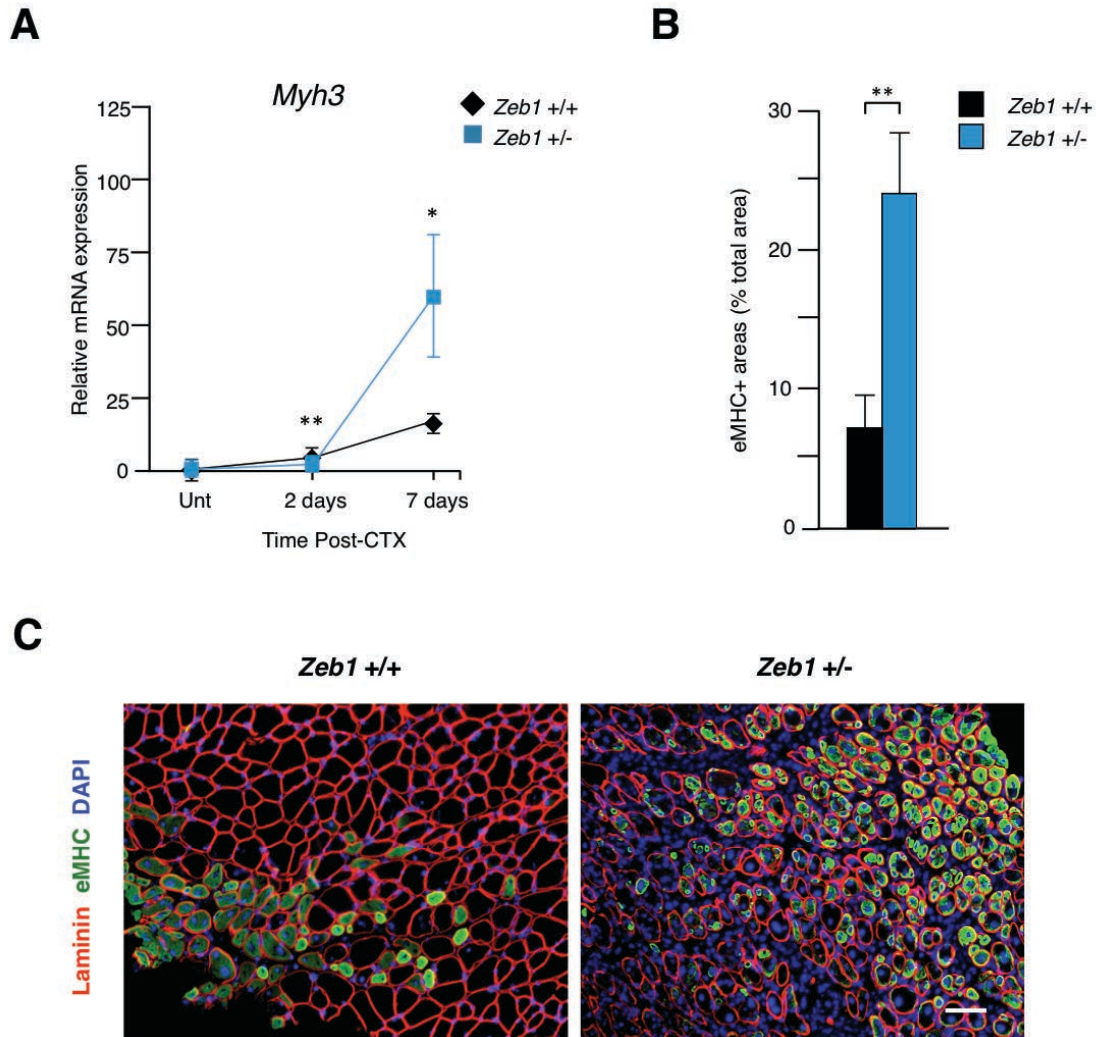 A
Myh3
Zeb1 +/+
Zeb1 +/-
Relative mRNA expression
125
100
75
50
25
0
**
*
Unt
2 days
7 days
Time Post-CTX
B
**
Zeb1 +/+
Zeb1 +/-
eMHC+ areas (% total area)
30
20
10
0
C
Zeb1 +/+
Zeb1 +/-
Laminin eMHC DAPI